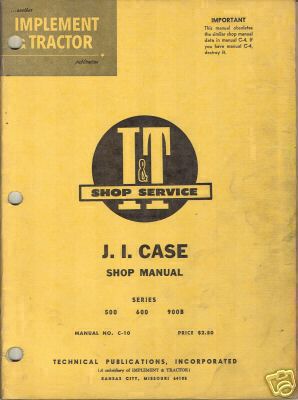 ...another
IMPLEMENT
& TRACTOR
publication
IMPORTANT
This manual obsoletes
the similar shop manual
data in manual C-4. If
you have manual C-4,
destroy it.
I&T
SHOP SERVICE
J. I. CASE
SHOP MANUAL
SERIES
500 600 900B
MANUAL NO. C-10 PRICE $2.50
TECHNICAL PUBLICATIONS, INCORPORATED
(A subsidiary of IMPLEMENT & TRACTOR)
KANSAS CITY, MISSOURI 64105